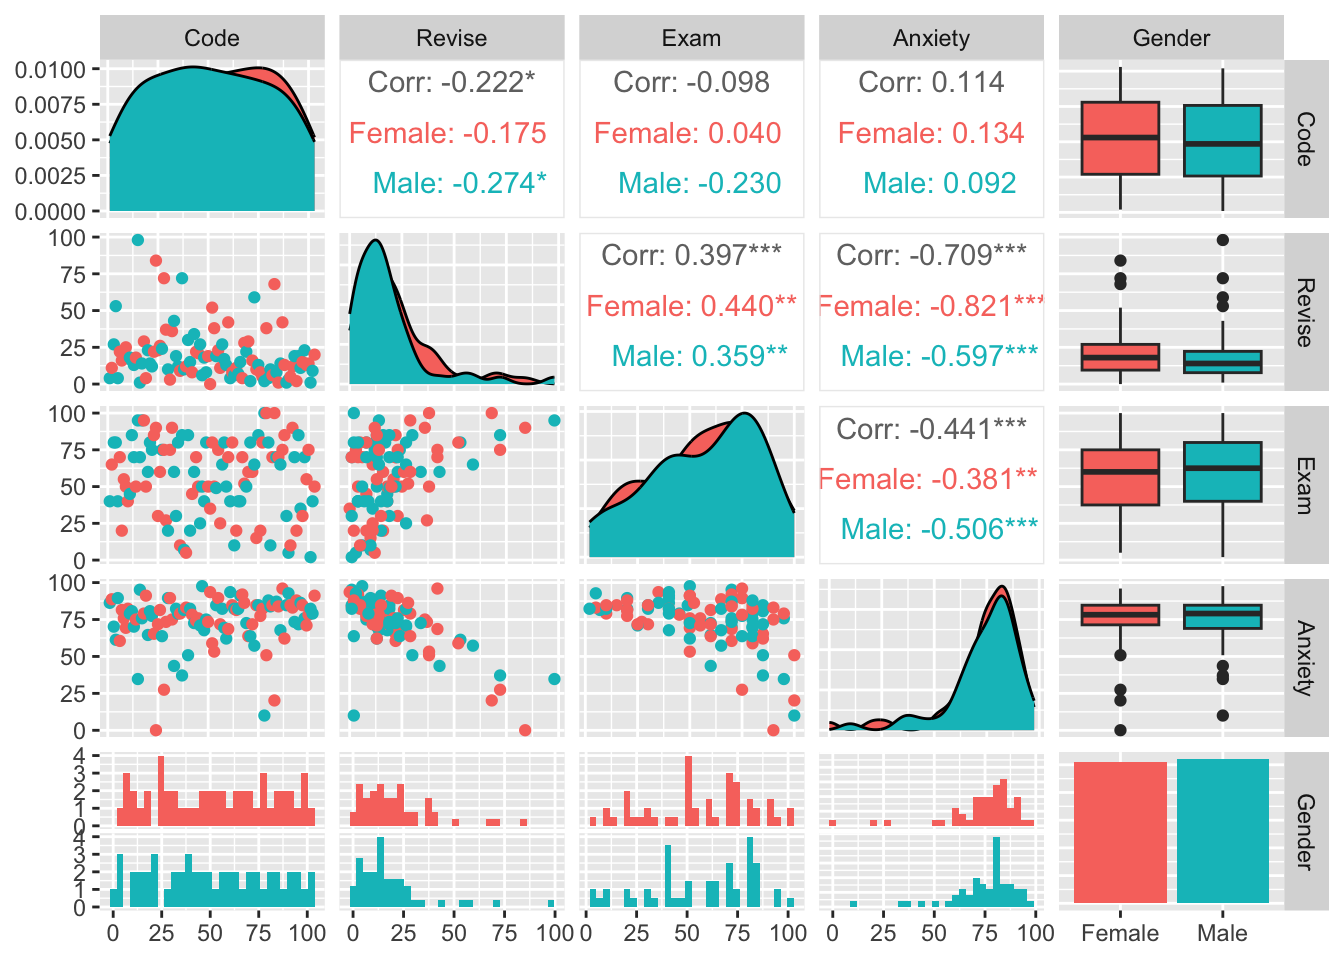 Code Revise Exam Anxiety Gender
0.0100
0.0075
0.0050
0.0025
0.0000
Corr: -0.222*
Female: -0.175
Male: -0.274*
Corr: -0.098
Female: 0.040
Male: -0.230
Corr: 0.114
Female: 0.134
Male: 0.092
Code
100
75
50
25
0
Corr: 0.397***
Female: 0.440**
Male: 0.359**
Corr: -0.709***
Female: -0.821***
Male: -0.597***
Revise
100
75
50
25
0
Corr: -0.441***
Female: -0.381**
Male: -0.506***
Exam
100
75
50
25
0
Anxiety
4
3
2
1
0
4
3
2
1
0
Gender
0 25 50 75 100
0 25 50 75 100
0 25 50 75 100
0 25 50 75 100
Female Male